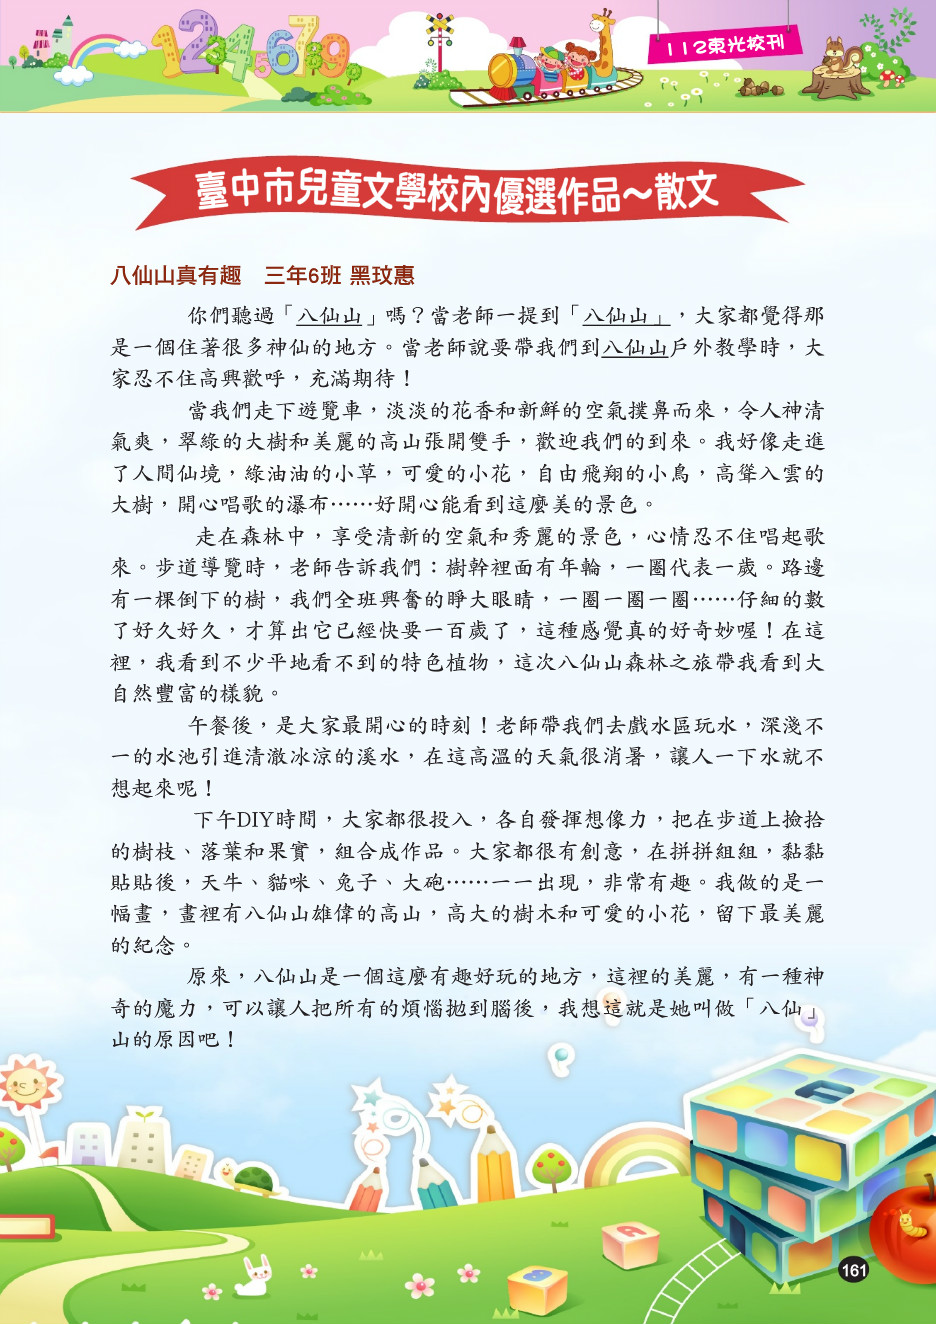 112東光校刊
臺中市兒童文學校內優選作品～散文
八仙山真有趣　三年6班 黑玟惠
你們聽過「八仙山」嗎？當老師一提到「八仙山」，大家都覺得那
是一個住著很多神仙的地方。當老師說要帶我們到八仙山戶外教學時，大
家忍不住高興歡呼，充滿期待！
當我們走下遊覽車，淡淡的花香和新鮮的空氣撲鼻而來，令人神清
氣爽，翠綠的大樹和美麗的高山張開雙手，歡迎我們的到來。我好像走進
了人間仙境，綠油油的小草，可愛的小花，自由飛翔的小鳥，高聳入雲的
大樹，開心唱歌的瀑布……好開心能看到這麼美的景色。
走在森林中，享受清新的空氣和秀麗的景色，心情忍不住唱起歌
來。步道導覽時，老師告訴我們：樹幹裡面有年輪，一圈代表一歲。路邊
有一棵倒下的樹，我們全班興奮的睜大眼睛，一圈一圈一圈……仔細的數
了好久好久，才算出它已經快要一百歲了，這種感覺真的好奇妙喔！在這
裡，我看到不少平地看不到的特色植物，這次八仙山森林之旅帶我看到大
自然豐富的樣貌。
午餐後，是大家最開心的時刻！老師帶我們去戲水區玩水，深淺不
一的水池引進清澈冰涼的溪水，在這高溫的天氣很消暑，讓人一下水就不
想起來呢！
下午DIY時間，大家都很投入，各自發揮想像力，把在步道上撿拾
的樹枝、落葉和果實，組合成作品。大家都很有創意，在拼拼組組，黏黏
貼貼後，天牛、貓咪、兔子、大砲……一一出現，非常有趣。我做的是一
幅畫，畫裡有八仙山雄偉的高山，高大的樹木和可愛的小花，留下最美麗
的紀念。
原來，八仙山是一個這麼有趣好玩的地方，這裡的美麗，有一種神
奇的魔力，可以讓人把所有的煩惱拋到腦後，我想這就是她叫做「八仙」
山的原因吧！
161